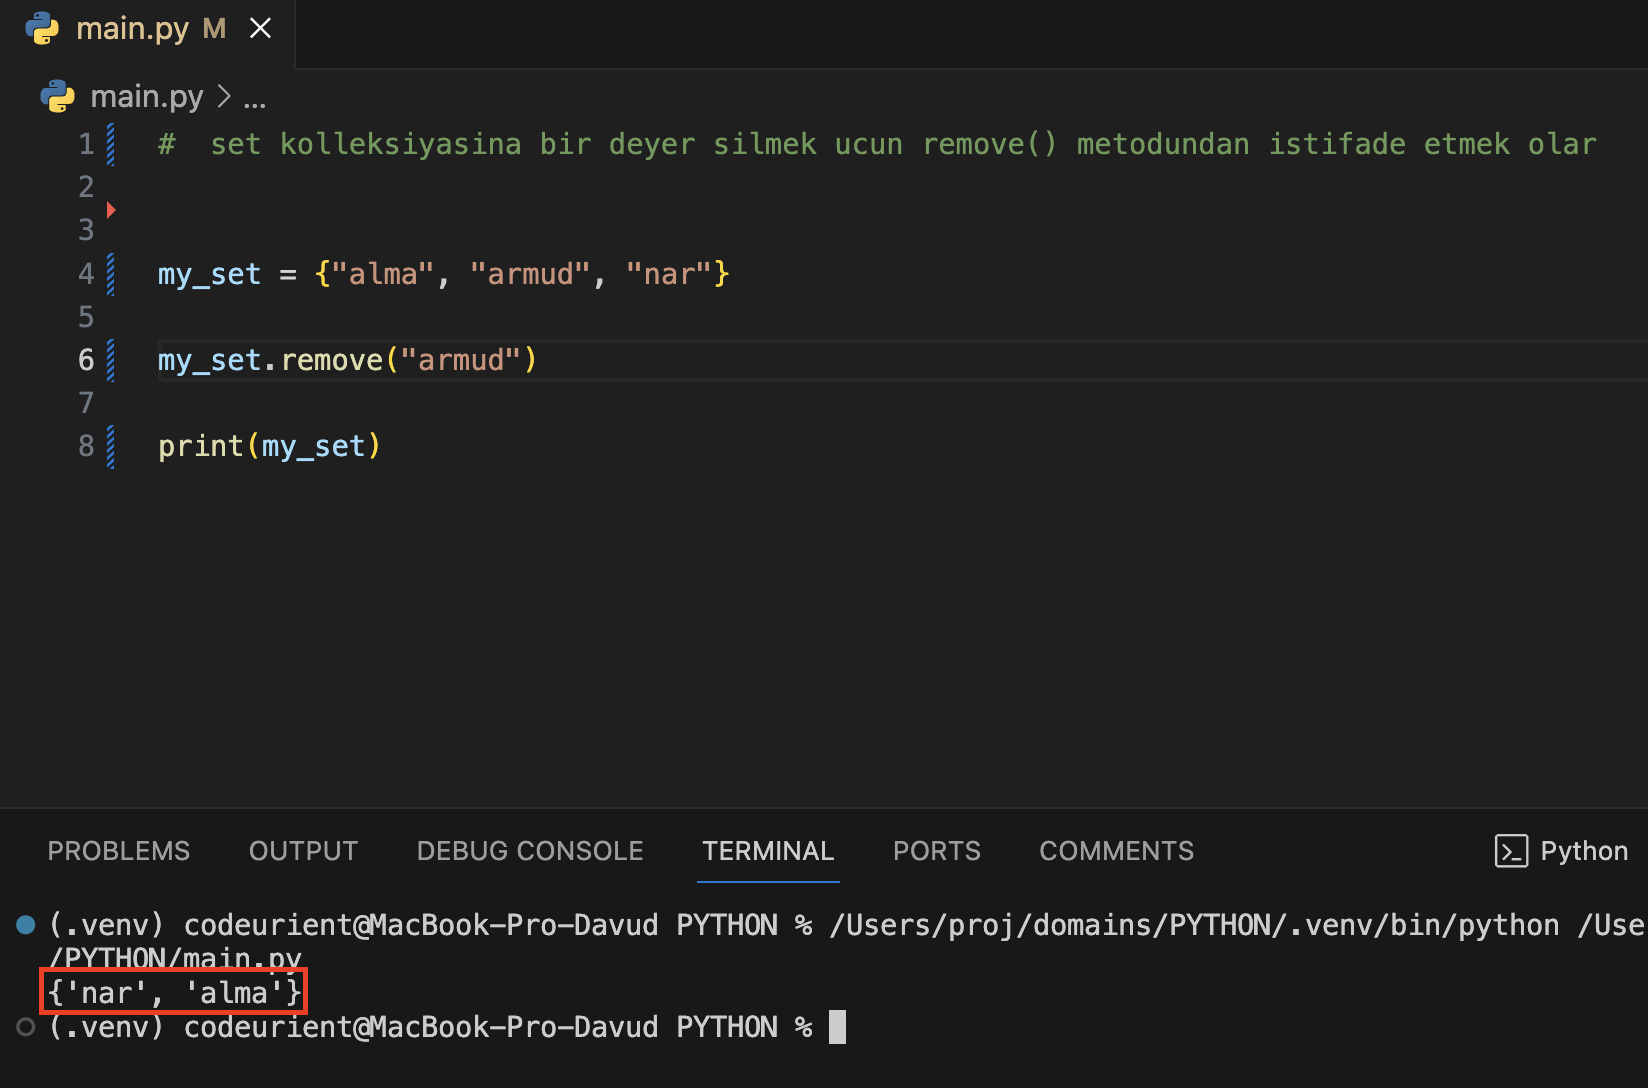 main.py M
main.py > ...
1 #  set kolleksiyasina bir deyer silmek ucun remove() metodundan istifade etmek olar
2
3
4 my_set = {"alma", "armud", "nar"}
5
6 my_set.remove("armud")
7
8 print(my_set)
PROBLEMS OUTPUT DEBUG CONSOLE TERMINAL PORTS COMMENTS Python
(.venv) codeurient@MacBook-Pro-Davud PYTHON % /Users/proj/domains/PYTHON/.venv/bin/python /Use
/PYTHON/main.py
{'nar', 'alma'}
(.venv) codeurient@MacBook-Pro-Davud PYTHON %